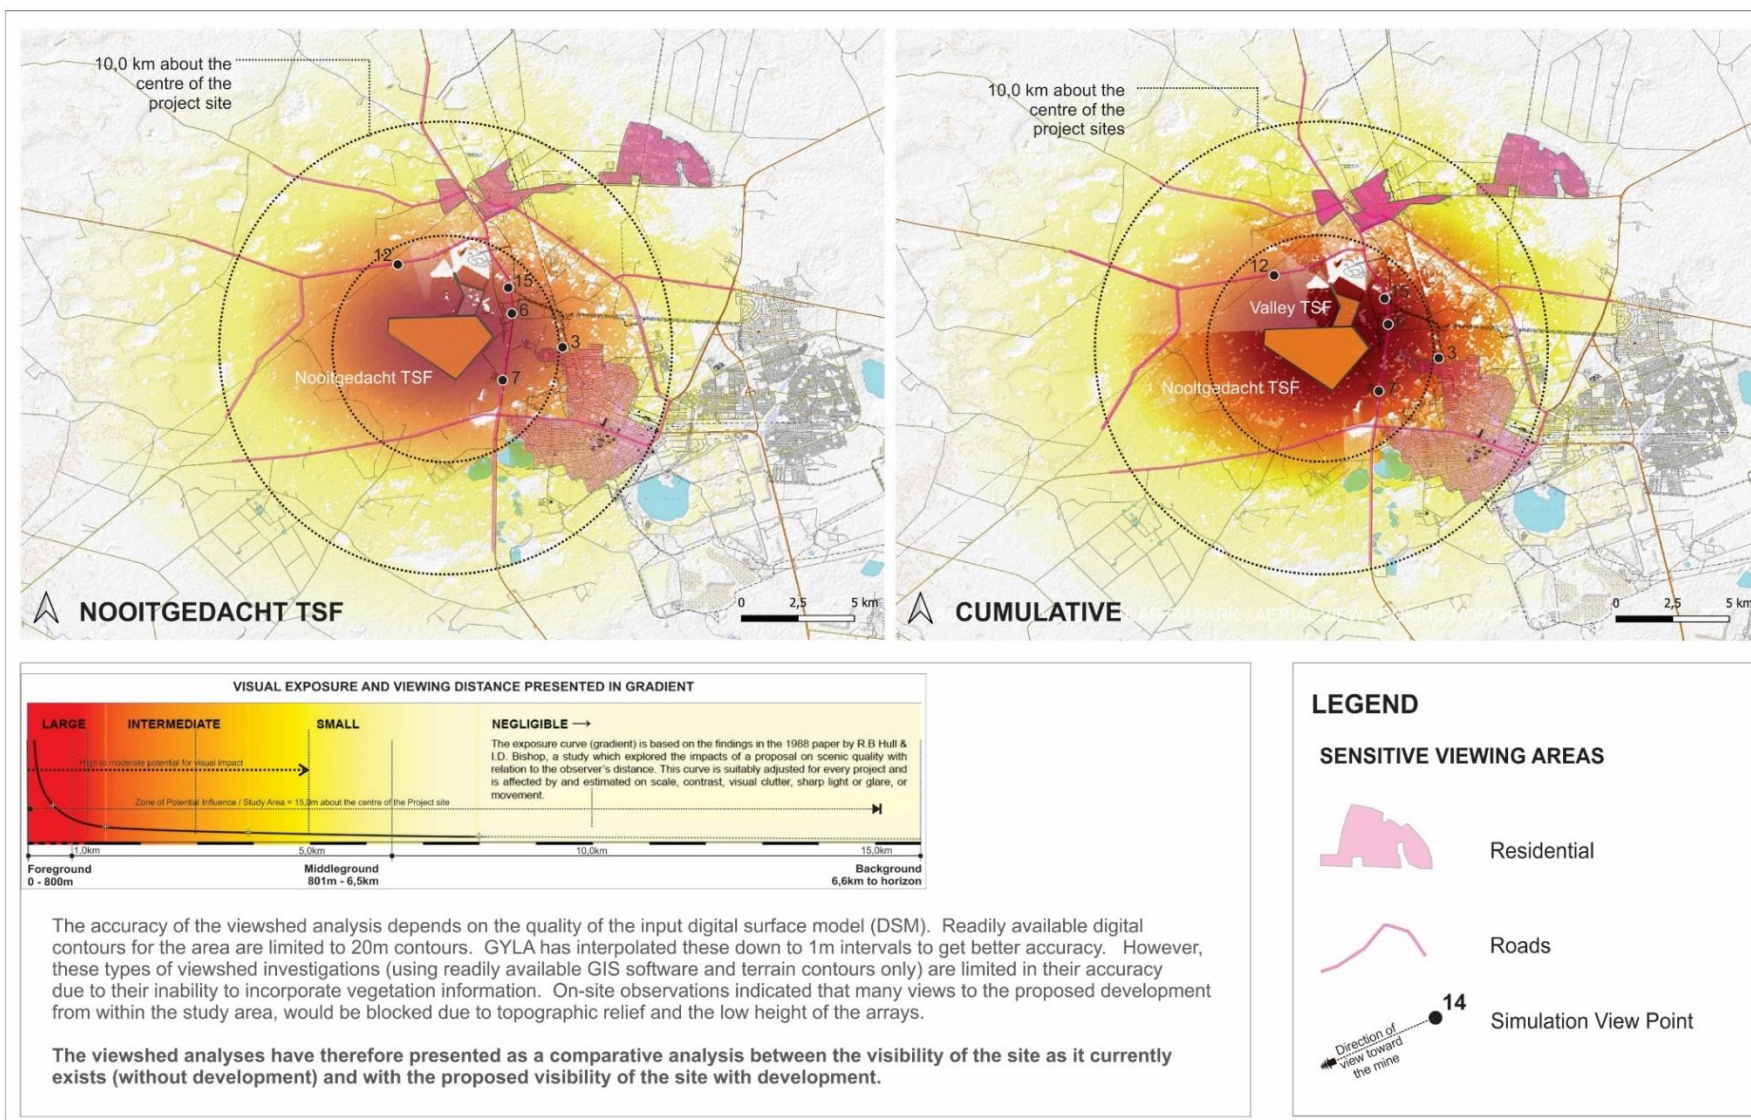 10,0 km about the
centre of the
project site
12
15
6
3
7
Nooitgedacht TSF
NOOITGEDACHT TSF
0 2,5 5 km
10,0 km about the
centre of the
project sites
12
15
Valley TSF
3
7
Nooitgedacht TSF
CUMULATIVE
0 2,5 5 km
VISUAL EXPOSURE AND VIEWING DISTANCE PRESENTED IN GRADIENT
LARGE INTERMEDIATE SMALL NEGLIGIBLE →
The exposure curve (gradient) is based on the findings in the 1988 paper by R.B Hull &
I.D. Bishop, a study which explored the impacts of a proposal on scenic quality with
relation to the observer's distance. This curve is suitably adjusted for every project and
is affected by and estimated on scale, contrast, visual clutter, sharp light or glare, or
movement.
High to moderate potential for visual impact
Zone of Potential Influence / Study Area = 15,0m about the centre of the Project site
1,0km 5,0km 10,0km 15,0km
Foreground Middleground Background
0 - 800m 801m - 6,5km 6,6km to horizon
The accuracy of the viewshed analysis depends on the quality of the input digital surface model (DSM). Readily available digital
contours for the area are limited to 20m contours. GYLA has interpolated these down to 1m intervals to get better accuracy. However,
these types of viewshed investigations (using readily available GIS software and terrain contours only) are limited in their accuracy
due to their inability to incorporate vegetation information. On-site observations indicated that many views to the proposed development
from within the study area, would be blocked due to topographic relief and the low height of the arrays.
The viewshed analyses have therefore presented as a comparative analysis between the visibility of the site as it currently
exists (without development) and with the proposed visibility of the site with development.
LEGEND
SENSITIVE VIEWING AREAS
Residential
Roads
14
Simulation View Point
Direction of
view toward
the mine